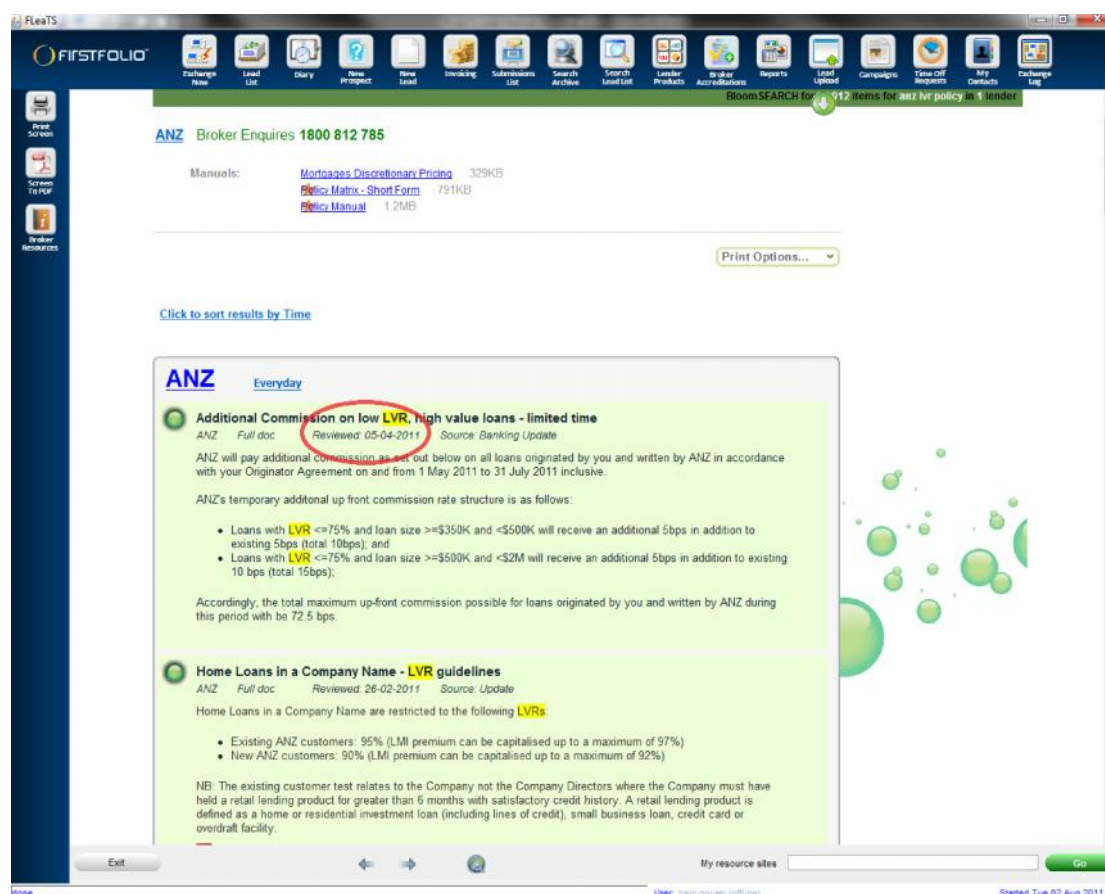 FLeaTS
FIRSTFOLIO
Exchange Now
Lead List
Diary
New Prospect
New Lead
Invoicing
Submissions List
Search Archive
Search Lead List
Lender Products
Broker Accreditations
Reports
Lead Upload
Campaigns
Time Off Requests
My Contacts
Exchange Log
Print Screen
Screen To PDF
Broker Resources
BloomSEARCH for 912 items for anz lvr policy in 1 lender
ANZ Broker Enquires 1800 812 785
Manuals: Mortgages Discretionary Pricing 329KB
Policy Matrix - Short Form 791KB
Policy Manual 1.2MB
Print Options...
Click to sort results by Time
ANZ Everyday
Additional Commission on low LVR, high value loans - limited time
ANZ Full doc Reviewed: 05-04-2011 Source: Banking Update
ANZ will pay additional commission as set out below on all loans originated by you and written by ANZ in accordance
with your Originator Agreement on and from 1 May 2011 to 31 July 2011 inclusive.
ANZ's temporary additonal up front commission rate structure is as follows:
• Loans with LVR <=75% and loan size >=$350K and <$500K will receive an additional 5bps in addition to
existing 5bps (total 10bps); and
• Loans with LVR <=75% and loan size >=$500K and <$2M will receive an additional 5bps in addition to existing
10 bps (total 15bps);
Accordingly, the total maximum up-front commission possible for loans originated by you and written by ANZ during
this period with be 72.5 bps.
Home Loans in a Company Name - LVR guidelines
ANZ Full doc Reviewed: 26-02-2011 Source: Update
Home Loans in a Company Name are restricted to the following LVRs:
• Existing ANZ customers: 95% (LMI premium can be capitalised up to a maximum of 97%)
• New ANZ customers: 90% (LMI premium can be capitalised up to a maximum of 92%)
NB: The existing customer test relates to the Company not the Company Directors where the Company must have
held a retail lending product for greater than 6 months with satisfactory credit history. A retail lending product is
defined as a home or residential investment loan (including lines of credit), small business loan, credit card or
overdraft facility.
Exit
My resource sites
Go
done
User:
Started Tue 02 Aug 2011